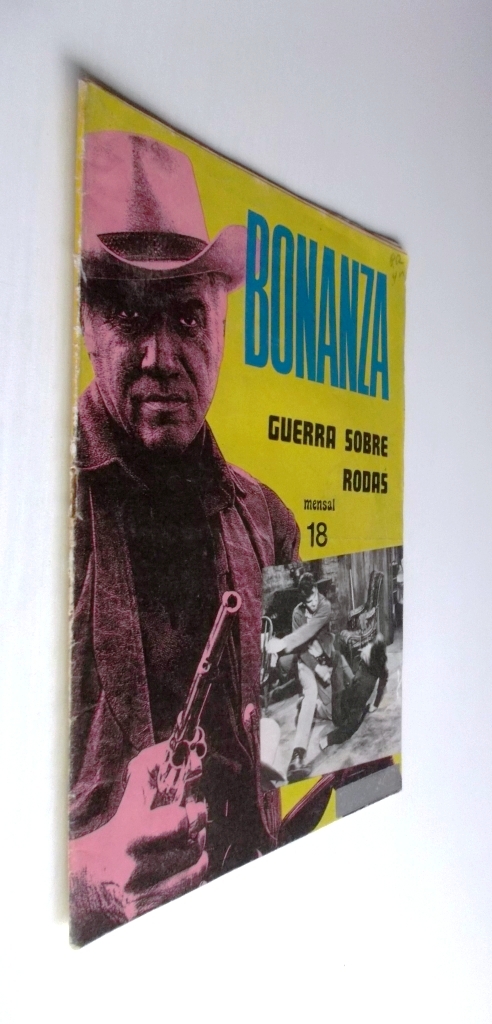 BONANZA
GUERRA SOBRE
RODAS
mensal
18